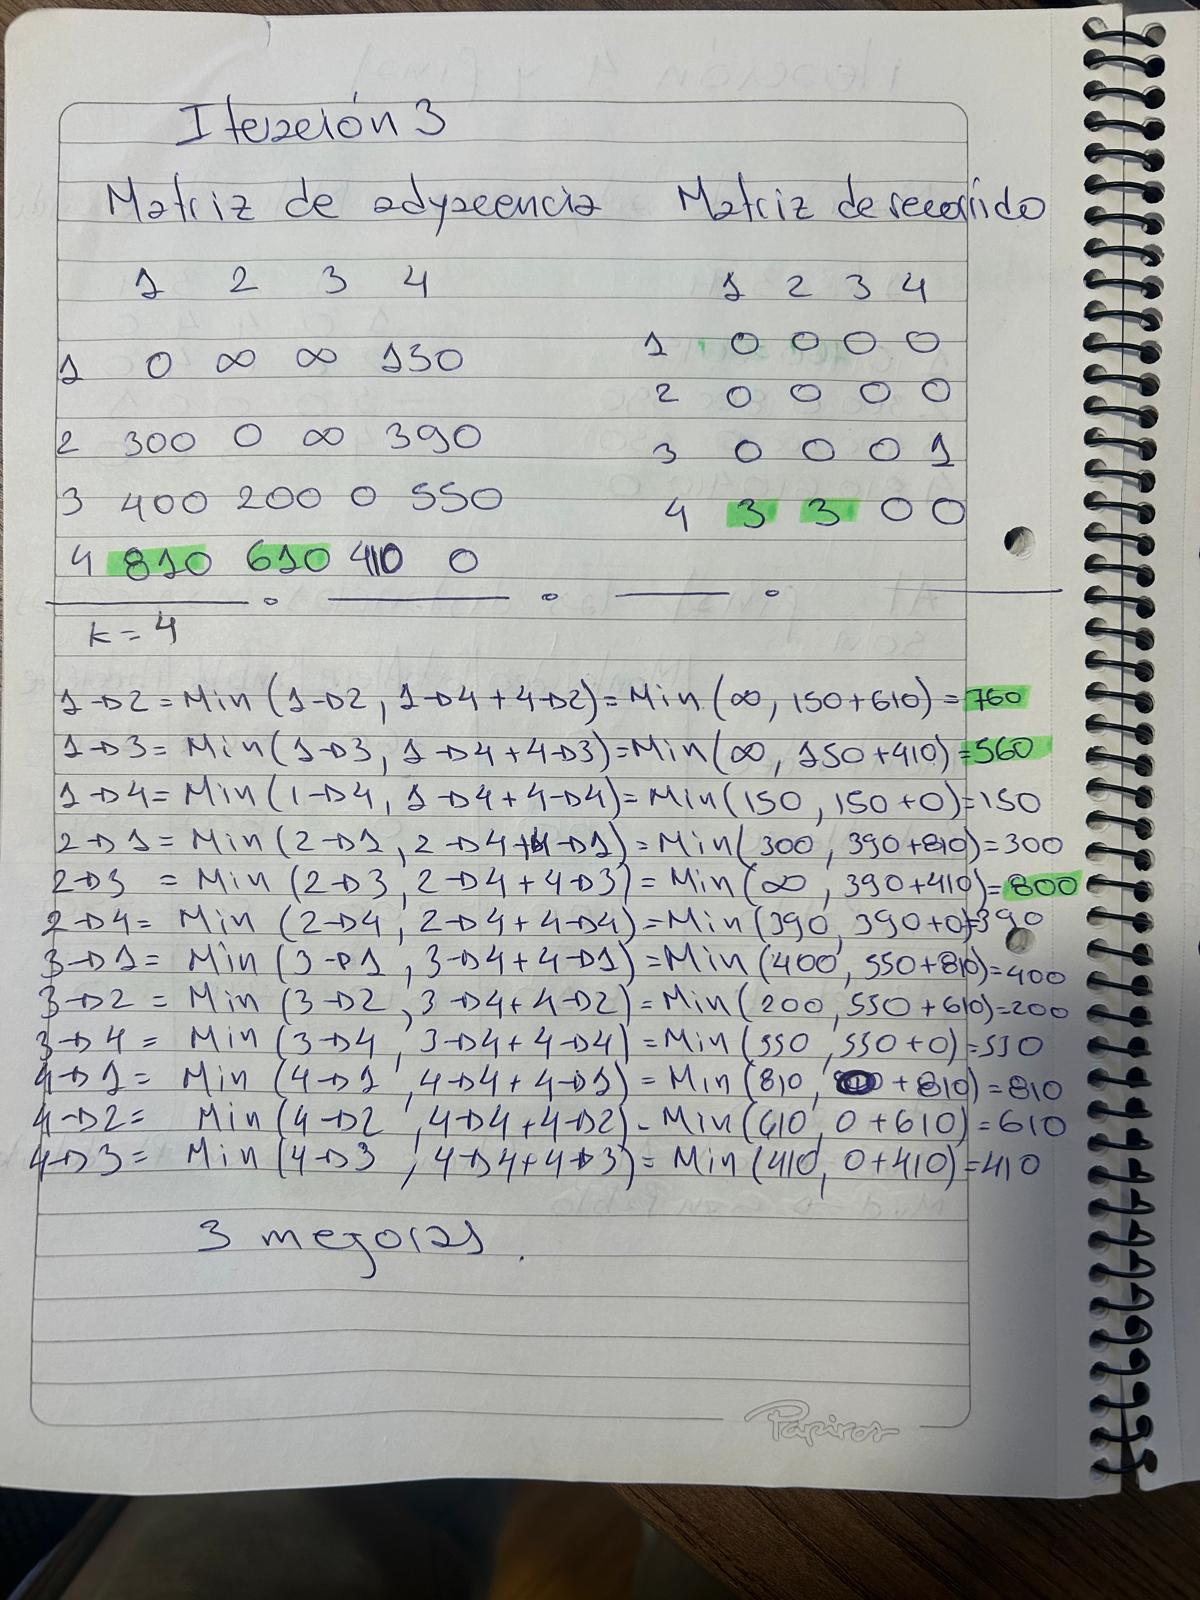 Iteración 3
Matriz de adyacencia Matriz de recorrido
1 2 3 4 1 2 3 4
1 0 ∞ ∞ 150 1 0 0 0 0
2 300 0 ∞ 390 2 0 0 0 0
3 400 200 0 550 3 0 0 0 1
4 810 610 410 0 4 3 3 0 0
k = 4
1→2 = Min (1→2, 1→4 + 4→2) = Min (∞, 150+610) = 760
1→3 = Min (1→3, 1→4 + 4→3) = Min (∞, 150+410) = 560
1→4 = Min (1→4, 1→4 + 4→4) = Min (150, 150+0) = 150
2→1 = Min (2→1, 2→4 + 4→1) = Min (300, 390+810) = 300
2→3 = Min (2→3, 2→4 + 4→3) = Min (∞, 390+410) = 800
2→4 = Min (2→4, 2→4 + 4→4) = Min (390, 390+0) = 390
3→1 = Min (3→1, 3→4 + 4→1) = Min (400, 550+810) = 400
3→2 = Min (3→2, 3→4 + 4→2) = Min (200, 550+610) = 200
3→4 = Min (3→4, 3→4 + 4→4) = Min (550, 550+0) = 550
4→1 = Min (4→1, 4→4 + 4→1) = Min (810, + 810) = 810
4→2 = Min (4→2, 4→4 + 4→2) - Min (610, 0 + 610) = 610
4→3 = Min (4→3, 4→4 + 4→3) = Min (410, 0+410) = 410
3 mejoras.
Papiros